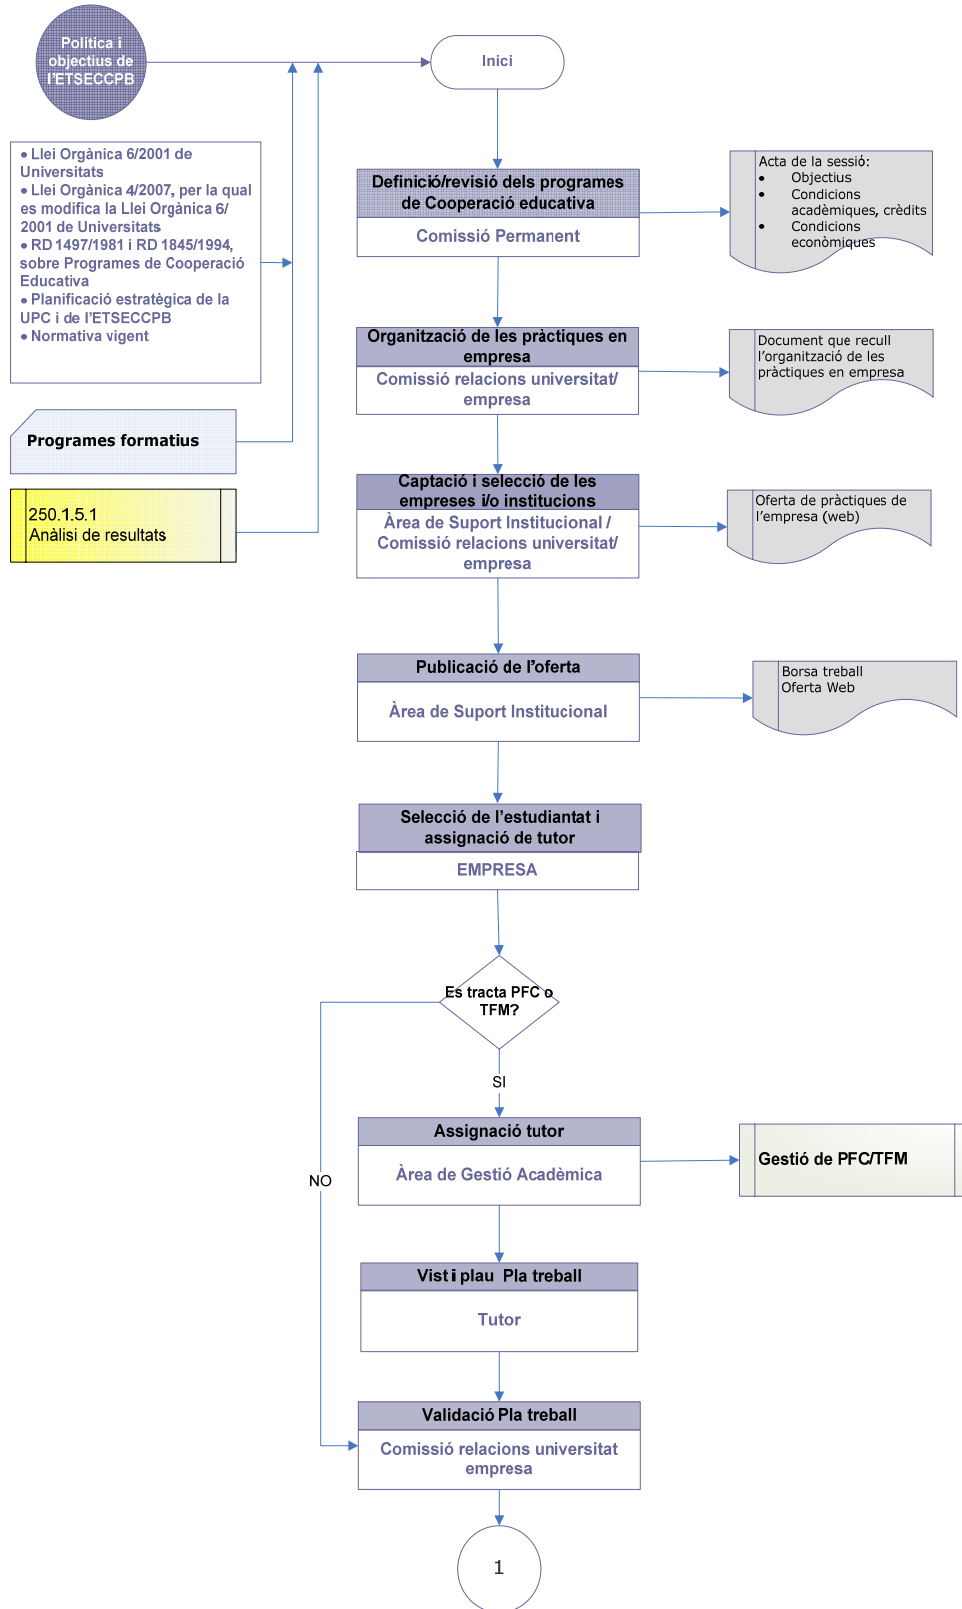 Política i
objectius de
l'ETSECCPB
Inici
● Llei Orgànica 6/2001 de
Universitats
● Llei Orgànica 4/2007, per la qual
es modifica la Llei Orgànica 6/
2001 de Universitats
● RD 1497/1981 i RD 1845/1994,
sobre Programes de Cooperació
Educativa
● Planificació estratègica de la
UPC i de l'ETSECCPB
● Normativa vigent
Programes formatius
250.1.5.1
Anàlisi de resultats
Definició/revisió dels programes
de Cooperació educativa
Comissió Permanent
Acta de la sessió:
• Objectius
• Condicions
acadèmiques, crèdits
• Condicions
econòmiques
Organització de les pràctiques en
empresa
Comissió relacions universitat/
empresa
Document que recull
l'organització de les
pràctiques en empresa
Captació i selecció de les
empreses i/o institucions
Àrea de Suport Institucional /
Comissió relacions universitat/
empresa
Oferta de pràctiques de
l'empresa (web)
Publicació de l'oferta
Àrea de Suport Institucional
Borsa treball
Oferta Web
Selecció de l'estudiantat i
assignació de tutor
EMPRESA
Es tracta PFC o
TFM?
SI
NO
Assignació tutor
Àrea de Gestió Acadèmica
Gestió de PFC/TFM
Vist i plau Pla treball
Tutor
Validació Pla treball
Comissió relacions universitat
empresa
1